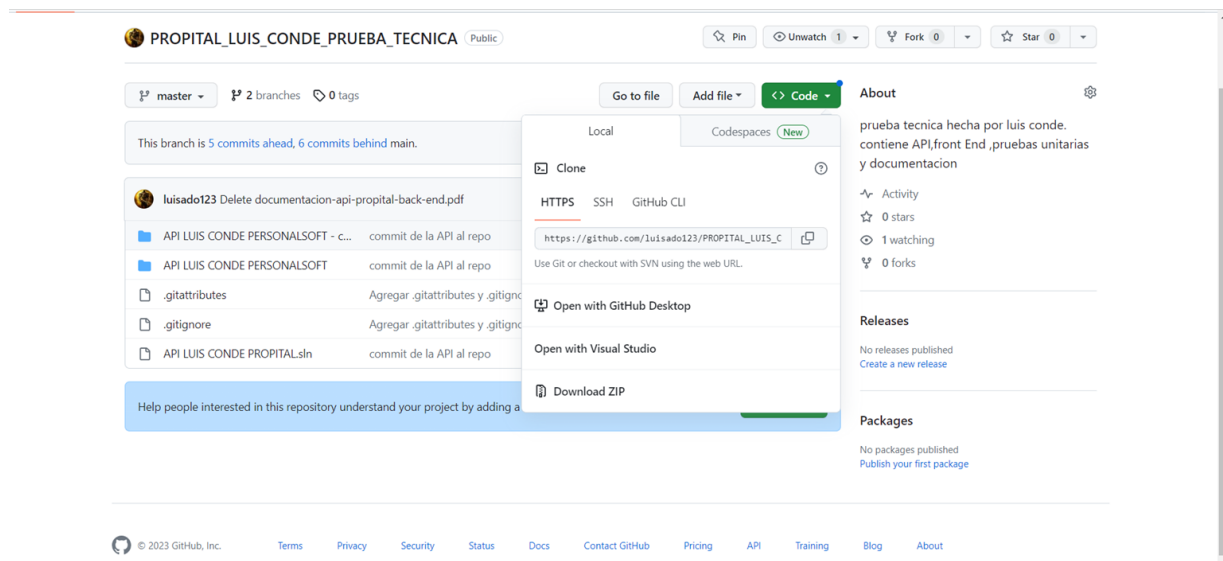 PROPITAL_LUIS_CONDE_PRUEBA_TECNICA Public
Pin
Unwatch 1
Fork 0
Star 0
master
2 branches
0 tags
Go to file
Add file
<> Code
This branch is 5 commits ahead, 6 commits behind main.
luisado123 Delete documentacion-api-propital-back-end.pdf
API LUIS CONDE PERSONALSOFT - c... commit de la API al repo
API LUIS CONDE PERSONALSOFT commit de la API al repo
.gitattributes Agregar .gitattributes y .gitignc
.gitignore Agregar .gitattributes y .gitignc
API LUIS CONDE PROPITAL.sln commit de la API al repo
Help people interested in this repository understand your project by adding a
Local
Codespaces New
Clone
HTTPS SSH GitHub CLI
https://github.com/luisado123/PROPITAL_LUIS_C
Use Git or checkout with SVN using the web URL.
Open with GitHub Desktop
Open with Visual Studio
Download ZIP
About
prueba tecnica hecha por luis conde.
contiene API,front End ,pruebas unitarias
y documentacion
Activity
0 stars
1 watching
0 forks
Releases
No releases published
Create a new release
Packages
No packages published
Publish your first package
© 2023 GitHub, Inc. Terms Privacy Security Status Docs Contact GitHub Pricing API Training Blog About